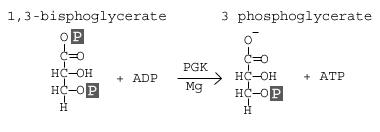 1,3-bisphoglycerate 3 phosphoglycerate
O P O⁻
C=O C=O
HC-OH + ADP PGK Mg HC-OH + ATP
HC-O P HC-O P
H H